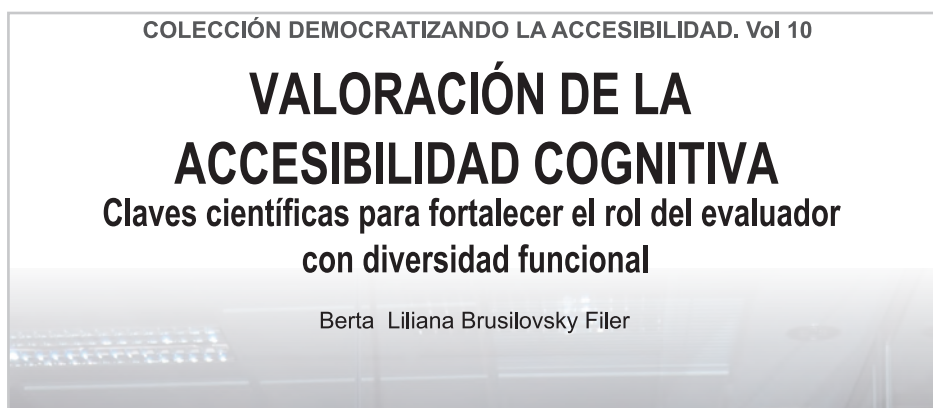 COLECCIÓN DEMOCRATIZANDO LA ACCESIBILIDAD. Vol 10
VALORACIÓN DE LA
ACCESIBILIDAD COGNITIVA
Claves científicas para fortalecer el rol del evaluador
con diversidad funcional
Berta Liliana Brusilovsky Filer